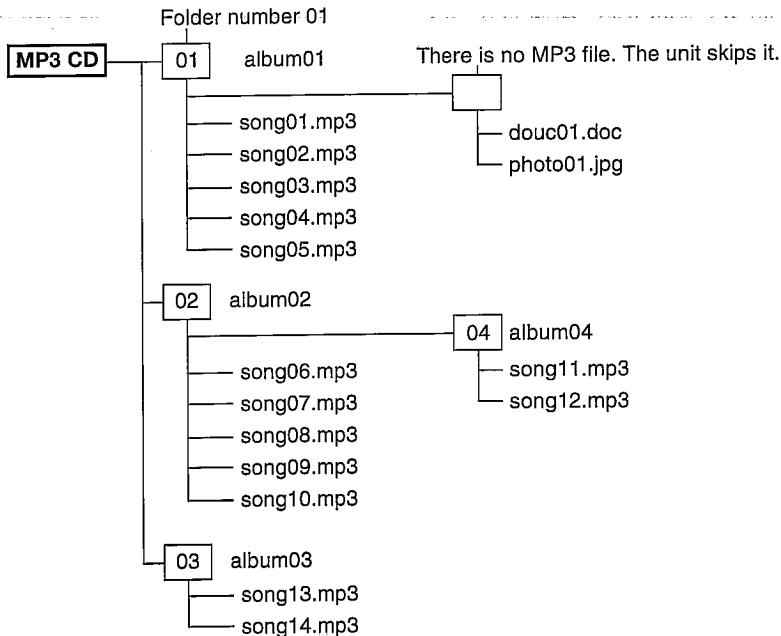 Folder number 01
MP3 CD
01 album01
There is no MP3 file. The unit skips it.
song01.mp3
song02.mp3
song03.mp3
song04.mp3
song05.mp3
douc01.doc
photo01.jpg
02 album02
04 album04
song06.mp3
song07.mp3
song08.mp3
song09.mp3
song10.mp3
song11.mp3
song12.mp3
03 album03
song13.mp3
song14.mp3